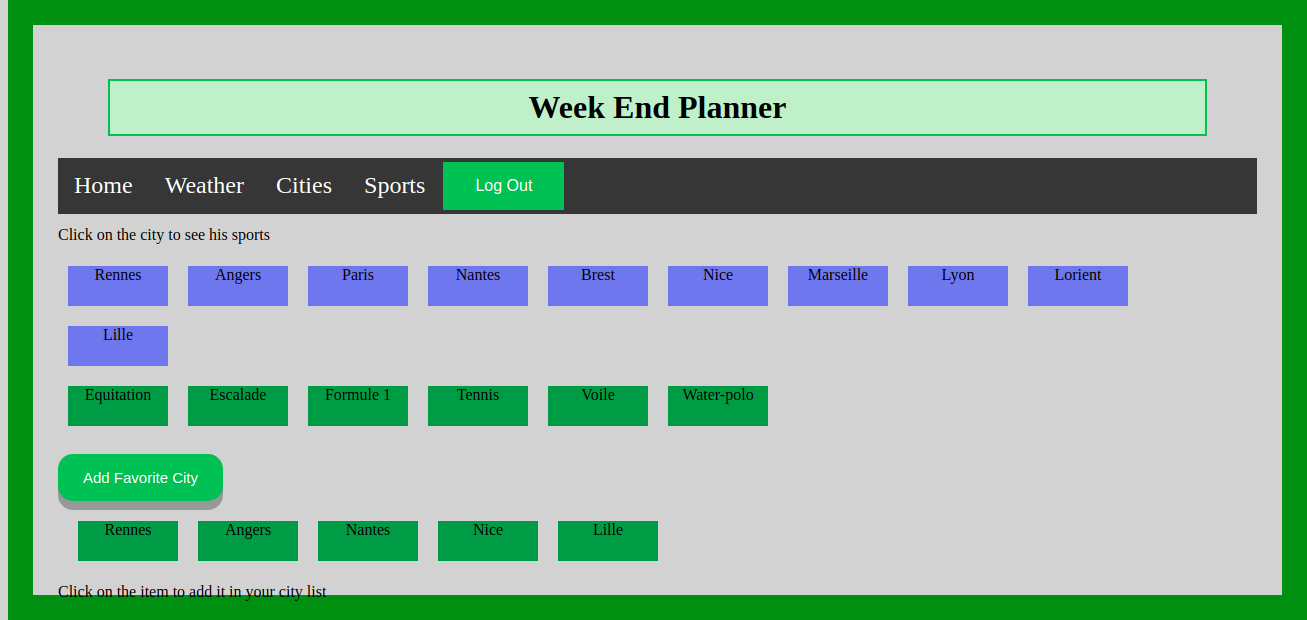 Week End Planner
Home Weather Cities Sports Log Out
Click on the city to see his sports
Rennes Angers Paris Nantes Brest Nice Marseille Lyon Lorient
Lille
Equitation Escalade Formule 1 Tennis Voile Water-polo
Add Favorite City
Rennes Angers Nantes Nice Lille
Click on the item to add it in your city list